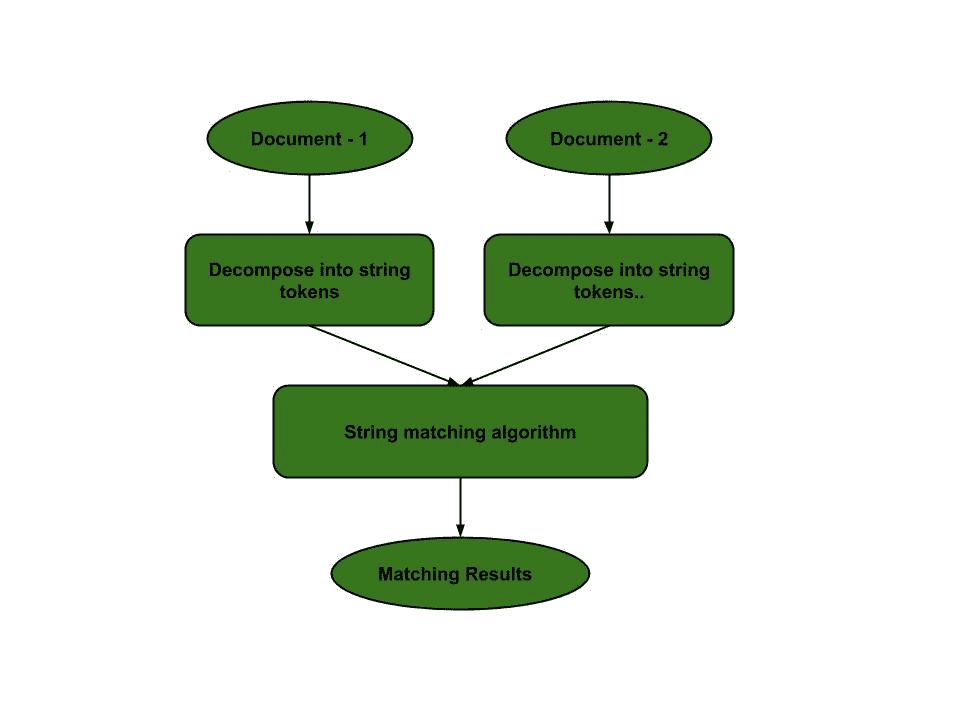 Document - 1
Document - 2
Decompose into string
tokens
Decompose into string
tokens..
String matching algorithm
Matching Results